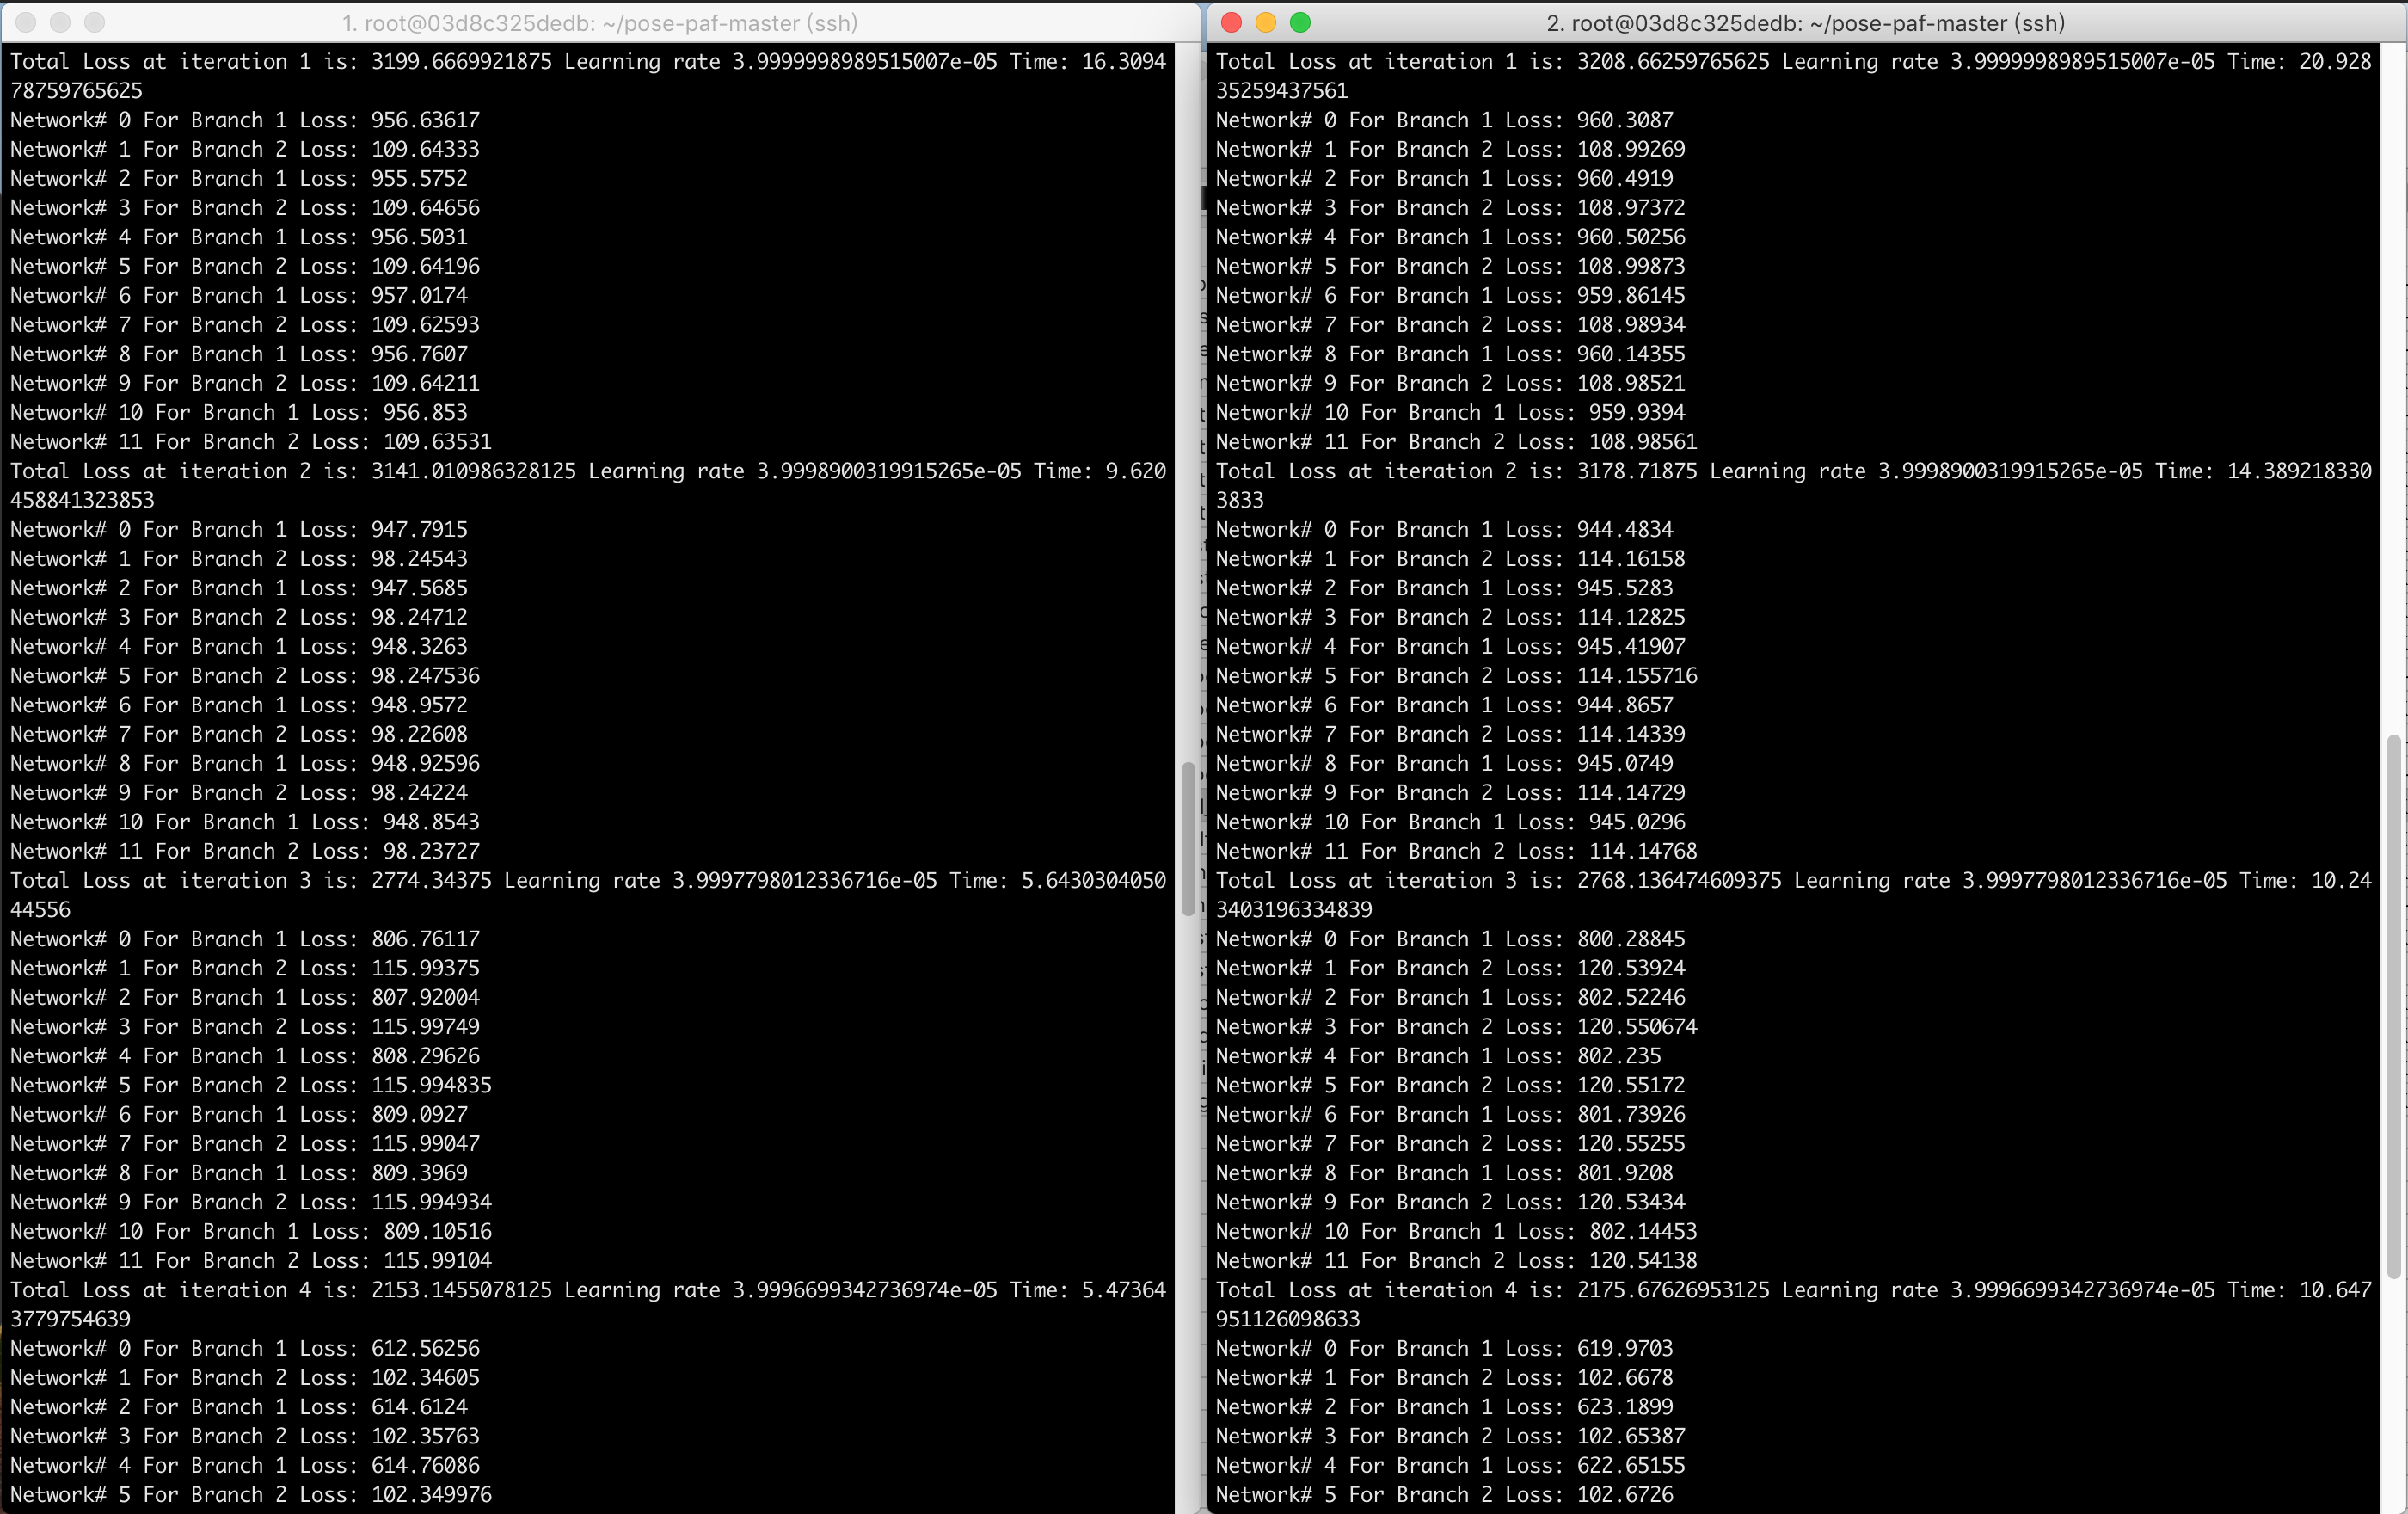 1. root@03d8c325dedb: ~/pose-paf-master (ssh)
Total Loss at iteration 1 is: 3199.6669921875 Learning rate 3.9999998989515007e-05 Time: 16.3094
78759765625
Network# 0 For Branch 1 Loss: 956.63617
Network# 1 For Branch 2 Loss: 109.64333
Network# 2 For Branch 1 Loss: 955.5752
Network# 3 For Branch 2 Loss: 109.64656
Network# 4 For Branch 1 Loss: 956.5031
Network# 5 For Branch 2 Loss: 109.64196
Network# 6 For Branch 1 Loss: 957.0174
Network# 7 For Branch 2 Loss: 109.62593
Network# 8 For Branch 1 Loss: 956.7607
Network# 9 For Branch 2 Loss: 109.64211
Network# 10 For Branch 1 Loss: 956.853
Network# 11 For Branch 2 Loss: 109.63531
Total Loss at iteration 2 is: 3141.010986328125 Learning rate 3.9998900319915265e-05 Time: 9.620
458841323853
Network# 0 For Branch 1 Loss: 947.7915
Network# 1 For Branch 2 Loss: 98.24543
Network# 2 For Branch 1 Loss: 947.5685
Network# 3 For Branch 2 Loss: 98.24712
Network# 4 For Branch 1 Loss: 948.3263
Network# 5 For Branch 2 Loss: 98.247536
Network# 6 For Branch 1 Loss: 948.9572
Network# 7 For Branch 2 Loss: 98.22608
Network# 8 For Branch 1 Loss: 948.92596
Network# 9 For Branch 2 Loss: 98.24224
Network# 10 For Branch 1 Loss: 948.8543
Network# 11 For Branch 2 Loss: 98.23727
Total Loss at iteration 3 is: 2774.34375 Learning rate 3.9997798012336716e-05 Time: 5.6430304050
44556
Network# 0 For Branch 1 Loss: 806.76117
Network# 1 For Branch 2 Loss: 115.99375
Network# 2 For Branch 1 Loss: 807.92004
Network# 3 For Branch 2 Loss: 115.99749
Network# 4 For Branch 1 Loss: 808.29626
Network# 5 For Branch 2 Loss: 115.994835
Network# 6 For Branch 1 Loss: 809.0927
Network# 7 For Branch 2 Loss: 115.99047
Network# 8 For Branch 1 Loss: 809.3969
Network# 9 For Branch 2 Loss: 115.994934
Network# 10 For Branch 1 Loss: 809.10516
Network# 11 For Branch 2 Loss: 115.99104
Total Loss at iteration 4 is: 2153.1455078125 Learning rate 3.9996699342736974e-05 Time: 5.47364
3779754639
Network# 0 For Branch 1 Loss: 612.56256
Network# 1 For Branch 2 Loss: 102.34605
Network# 2 For Branch 1 Loss: 614.6124
Network# 3 For Branch 2 Loss: 102.35763
Network# 4 For Branch 1 Loss: 614.76086
Network# 5 For Branch 2 Loss: 102.349976
2. root@03d8c325dedb: ~/pose-paf-master (ssh)
Total Loss at iteration 1 is: 3208.66259765625 Learning rate 3.9999998989515007e-05 Time: 20.928
35259437561
Network# 0 For Branch 1 Loss: 960.3087
Network# 1 For Branch 2 Loss: 108.99269
Network# 2 For Branch 1 Loss: 960.4919
Network# 3 For Branch 2 Loss: 108.97372
Network# 4 For Branch 1 Loss: 960.50256
Network# 5 For Branch 2 Loss: 108.99873
Network# 6 For Branch 1 Loss: 959.86145
Network# 7 For Branch 2 Loss: 108.98934
Network# 8 For Branch 1 Loss: 960.14355
Network# 9 For Branch 2 Loss: 108.98521
Network# 10 For Branch 1 Loss: 959.9394
Network# 11 For Branch 2 Loss: 108.98561
Total Loss at iteration 2 is: 3178.71875 Learning rate 3.9998900319915265e-05 Time: 14.389218330
3833
Network# 0 For Branch 1 Loss: 944.4834
Network# 1 For Branch 2 Loss: 114.16158
Network# 2 For Branch 1 Loss: 945.5283
Network# 3 For Branch 2 Loss: 114.12825
Network# 4 For Branch 1 Loss: 945.41907
Network# 5 For Branch 2 Loss: 114.155716
Network# 6 For Branch 1 Loss: 944.8657
Network# 7 For Branch 2 Loss: 114.14339
Network# 8 For Branch 1 Loss: 945.0749
Network# 9 For Branch 2 Loss: 114.14729
Network# 10 For Branch 1 Loss: 945.0296
Network# 11 For Branch 2 Loss: 114.14768
Total Loss at iteration 3 is: 2768.136474609375 Learning rate 3.9997798012336716e-05 Time: 10.24
3403196334839
Network# 0 For Branch 1 Loss: 800.28845
Network# 1 For Branch 2 Loss: 120.53924
Network# 2 For Branch 1 Loss: 802.52246
Network# 3 For Branch 2 Loss: 120.550674
Network# 4 For Branch 1 Loss: 802.235
Network# 5 For Branch 2 Loss: 120.55172
Network# 6 For Branch 1 Loss: 801.73926
Network# 7 For Branch 2 Loss: 120.55255
Network# 8 For Branch 1 Loss: 801.9208
Network# 9 For Branch 2 Loss: 120.53434
Network# 10 For Branch 1 Loss: 802.14453
Network# 11 For Branch 2 Loss: 120.54138
Total Loss at iteration 4 is: 2175.67626953125 Learning rate 3.9996699342736974e-05 Time: 10.647
951126098633
Network# 0 For Branch 1 Loss: 619.9703
Network# 1 For Branch 2 Loss: 102.6678
Network# 2 For Branch 1 Loss: 623.1899
Network# 3 For Branch 2 Loss: 102.65387
Network# 4 For Branch 1 Loss: 622.65155
Network# 5 For Branch 2 Loss: 102.6726